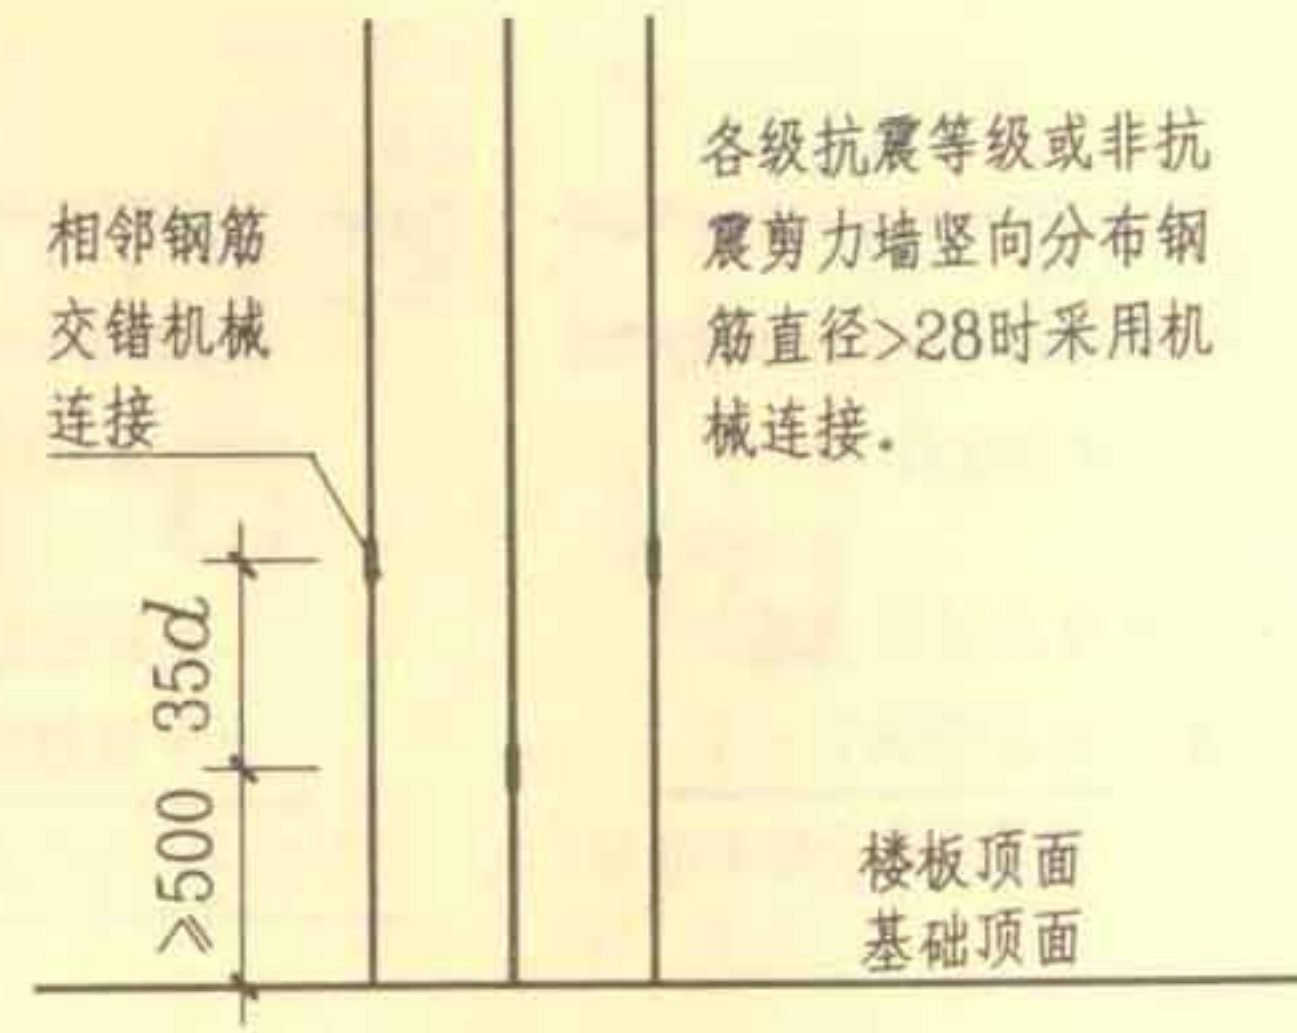 各级抗震等级或非抗
震剪力墙竖向分布钢
筋直径>28时采用机
械连接.
相邻钢筋
交错机械
连接
35d
≥500
楼板顶面
基础顶面